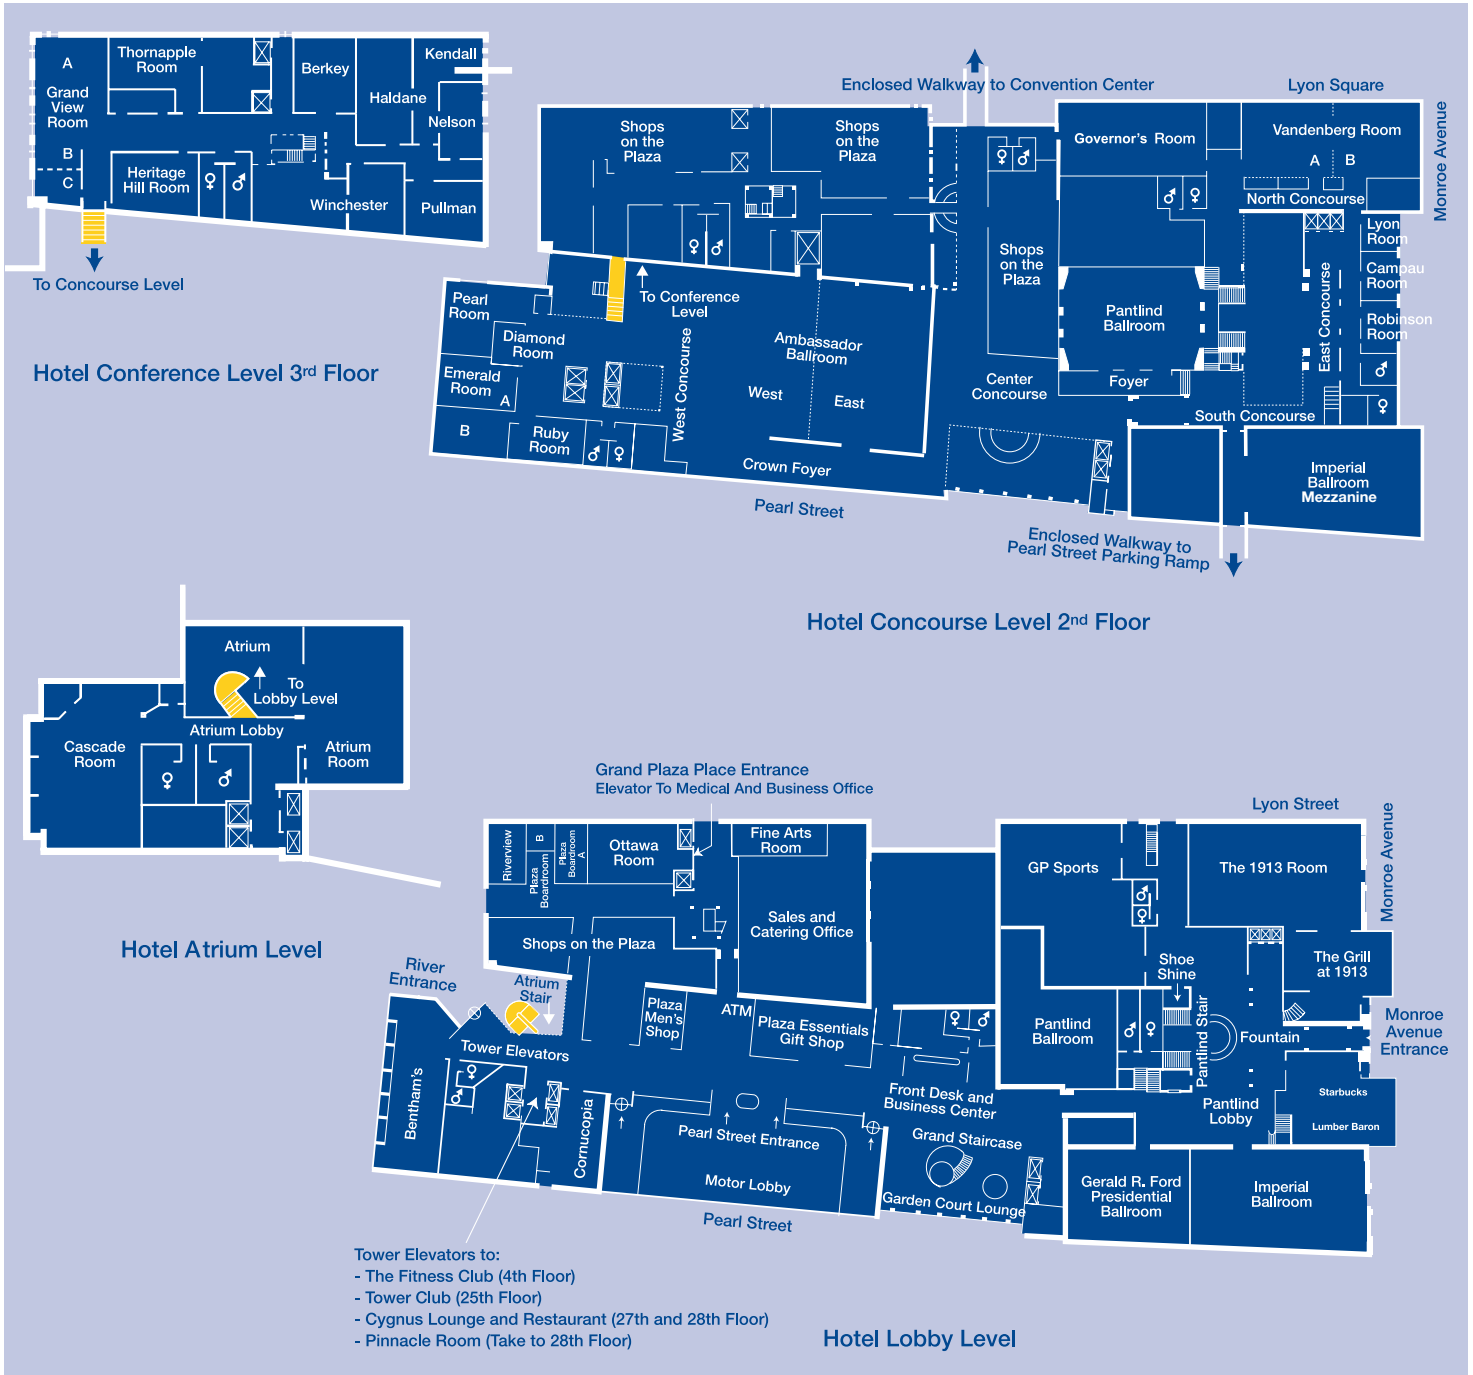 Thornapple
Room
A
Grand
View
Room
B
C
Berkey
Haldane
Kendall
Nelson
Heritage
Hill Room
Winchester
Pullman
To Concourse Level
Hotel Conference Level 3rd Floor
Enclosed Walkway to Convention Center
Lyon Square
Monroe Avenue
Shops
on the
Plaza
Shops
on the
Plaza
Governor's Room
Vandenberg Room
A
B
North Concourse
Lyon
Room
Campau
Room
Robinson
Room
East Concourse
Shops
on the
Plaza
Pantlind
Ballroom
Foyer
Center
Concourse
South Concourse
To Conference
Level
Pearl
Room
Diamond
Room
Emerald
Room
A
B
Ruby
Room
West Concourse
Ambassador
Ballroom
West
East
Crown Foyer
Pearl Street
Imperial
Ballroom
Mezzanine
Enclosed Walkway to
Pearl Street Parking Ramp
Hotel Concourse Level 2nd Floor
Atrium
To
Lobby Level
Atrium Lobby
Cascade
Room
Atrium
Room
Hotel Atrium Level
Grand Plaza Place Entrance
Elevator To Medical And Business Office
Lyon Street
Monroe Avenue
Riverview
B
Plaza
Boardroom
Plaza
Boardroom
A
Ottawa
Room
Fine Arts
Room
Sales and
Catering Office
Shops on the Plaza
GP Sports
The 1913 Room
The Grill
at 1913
Shoe
Shine
River
Entrance
Atrium
Stair
Plaza
Men's
Shop
ATM
Plaza Essentials
Gift Shop
Pantlind
Ballroom
Pantlind Stair
Fountain
Monroe
Avenue
Entrance
Tower Elevators
Bentham's
Cornucopia
Front Desk and
Business Center
Pantlind
Lobby
Starbucks
Lumber Baron
Pearl Street Entrance
Grand Staircase
Motor Lobby
Garden Court Lounge
Gerald R. Ford
Presidential
Ballroom
Imperial
Ballroom
Pearl Street
Tower Elevators to:
- The Fitness Club (4th Floor)
- Tower Club (25th Floor)
- Cygnus Lounge and Restaurant (27th and 28th Floor)
- Pinnacle Room (Take to 28th Floor)
Hotel Lobby Level